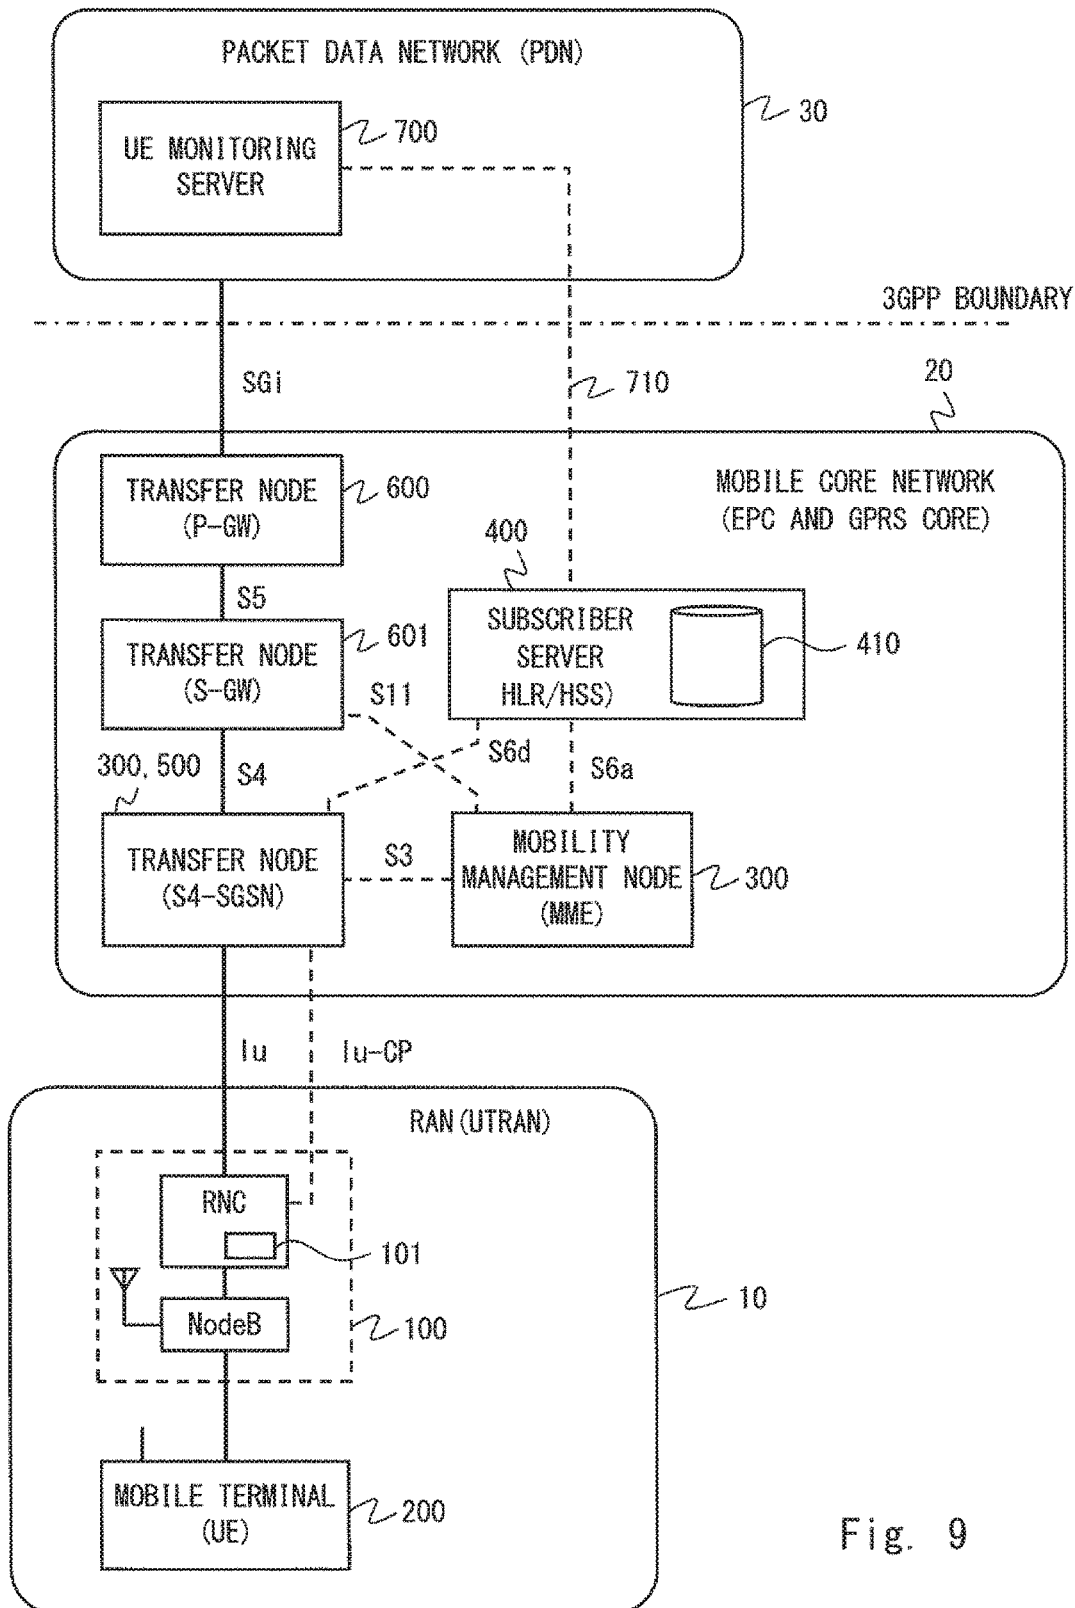 PACKET DATA NETWORK (PDN)
30
700
UE MONITORING
SERVER
3GPP BOUNDARY
SGi
710
20
TRANSFER NODE
(P-GW)
600
MOBILE CORE NETWORK
(EPC AND GPRS CORE)
400
S5
SUBSCRIBER
SERVER
HLR/HSS)
410
TRANSFER NODE
(S-GW)
601
S11
S6d
S6a
300, 500
S4
TRANSFER NODE
(S4-SGSN)
S3
MOBILITY
MANAGEMENT NODE
(MME)
300
Iu
Iu-CP
RAN(UTRAN)
RNC
101
NodeB
100
10
MOBILE TERMINAL
(UE)
200
Fig. 9